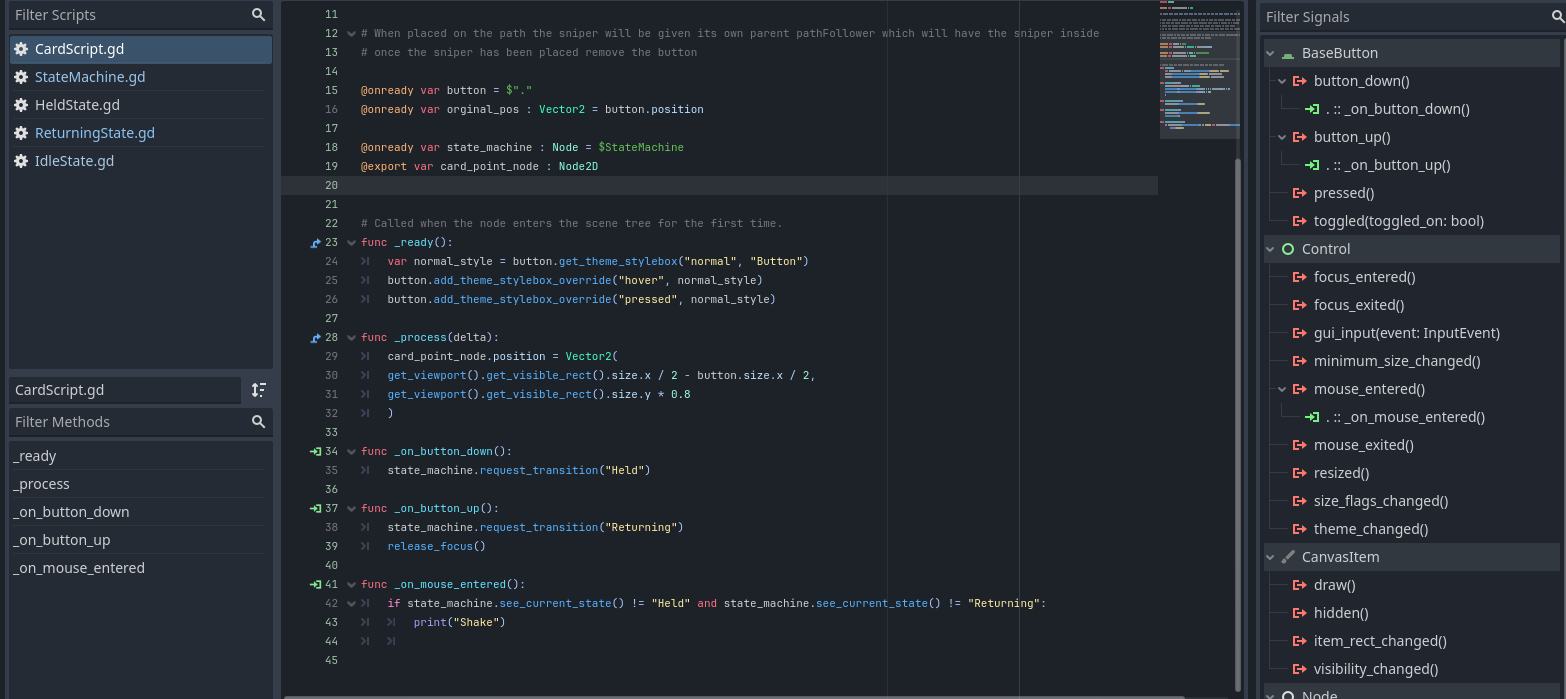 Filter Scripts
CardScript.gd
StateMachine.gd
HeldState.gd
ReturningState.gd
IdleState.gd
CardScript.gd
Filter Methods
_ready
_process
_on_button_down
_on_button_up
_on_mouse_entered
11
12 # When placed on the path the sniper will be given its own parent pathFollower which will have the sniper inside
13 # once the sniper has been placed remove the button
14
15 @onready var button = $"."
16 @onready var orginal_pos : Vector2 = button.position
17
18 @onready var state_machine : Node = $StateMachine
19 @export var card_point_node : Node2D
20
21
22 # Called when the node enters the scene tree for the first time.
23 func _ready():
24 var normal_style = button.get_theme_stylebox("normal", "Button")
25 button.add_theme_stylebox_override("hover", normal_style)
26 button.add_theme_stylebox_override("pressed", normal_style)
27
28 func _process(delta):
29 card_point_node.position = Vector2(
30 get_viewport().get_visible_rect().size.x / 2 - button.size.x / 2,
31 get_viewport().get_visible_rect().size.y * 0.8
32 )
33
34 func _on_button_down():
35 state_machine.request_transition("Held")
36
37 func _on_button_up():
38 state_machine.request_transition("Returning")
39 release_focus()
40
41 func _on_mouse_entered():
42 if state_machine.see_current_state() != "Held" and state_machine.see_current_state() != "Returning":
43 print("Shake")
44
45
Filter Signals
BaseButton
button_down()
. :: _on_button_down()
button_up()
. :: _on_button_up()
pressed()
toggled(toggled_on: bool)
Control
focus_entered()
focus_exited()
gui_input(event: InputEvent)
minimum_size_changed()
mouse_entered()
. :: _on_mouse_entered()
mouse_exited()
resized()
size_flags_changed()
theme_changed()
CanvasItem
draw()
hidden()
item_rect_changed()
visibility_changed()
Node